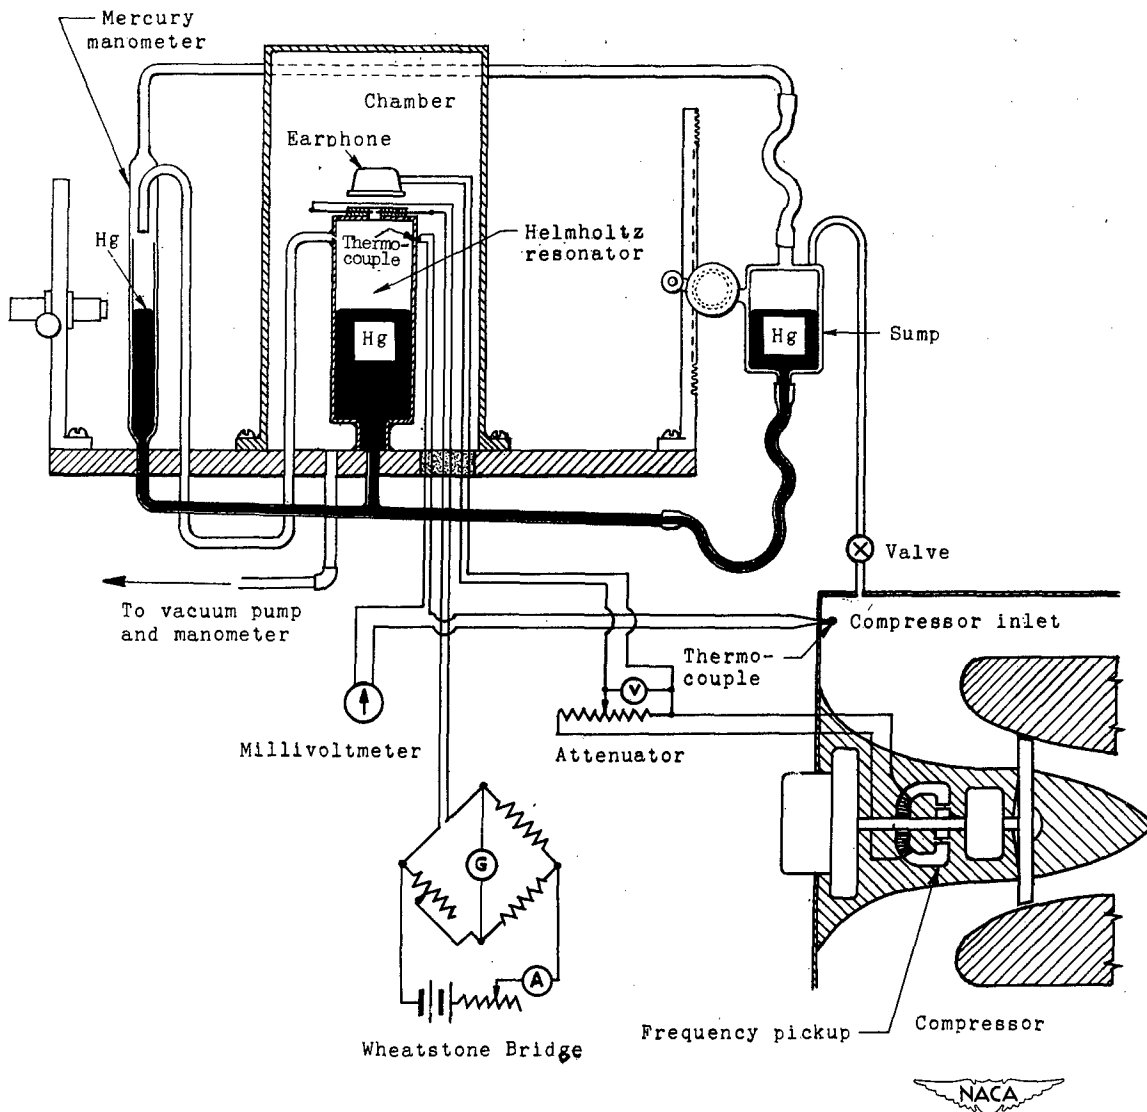 Mercury
manometer
Chamber
Earphone
Hg
Thermo-
couple
Helmholtz
resonator
Hg
Hg
Sump
Valve
To vacuum pump
and manometer
Compressor inlet
Thermo-
couple
V
Millivoltmeter
Attenuator
G
A
Frequency pickup
Compressor
Wheatstone Bridge
NACA